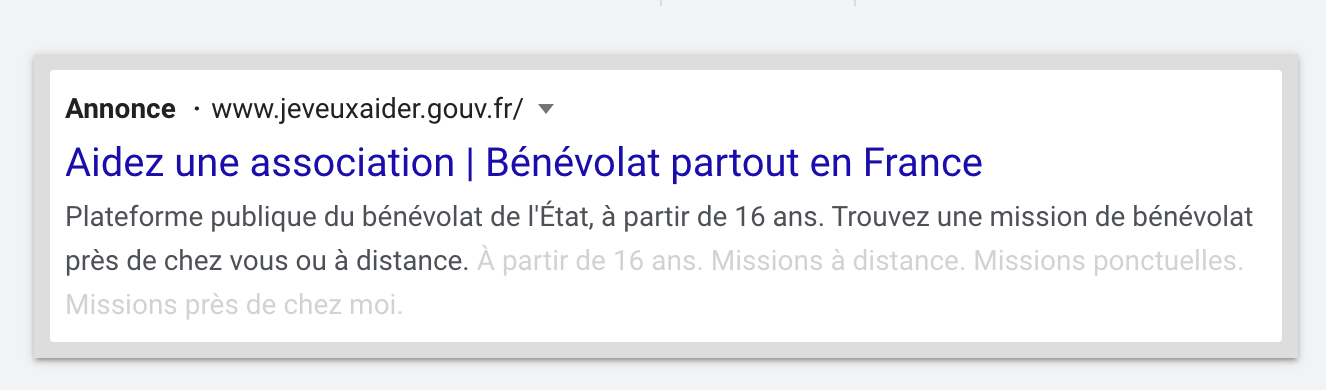 Annonce · www.jeveuxaider.gouv.fr/
Aidez une association | Bénévolat partout en France
Plateforme publique du bénévolat de l'État, à partir de 16 ans. Trouvez une mission de bénévolat
près de chez vous ou à distance. À partir de 16 ans. Missions à distance. Missions ponctuelles.
Missions près de chez moi.